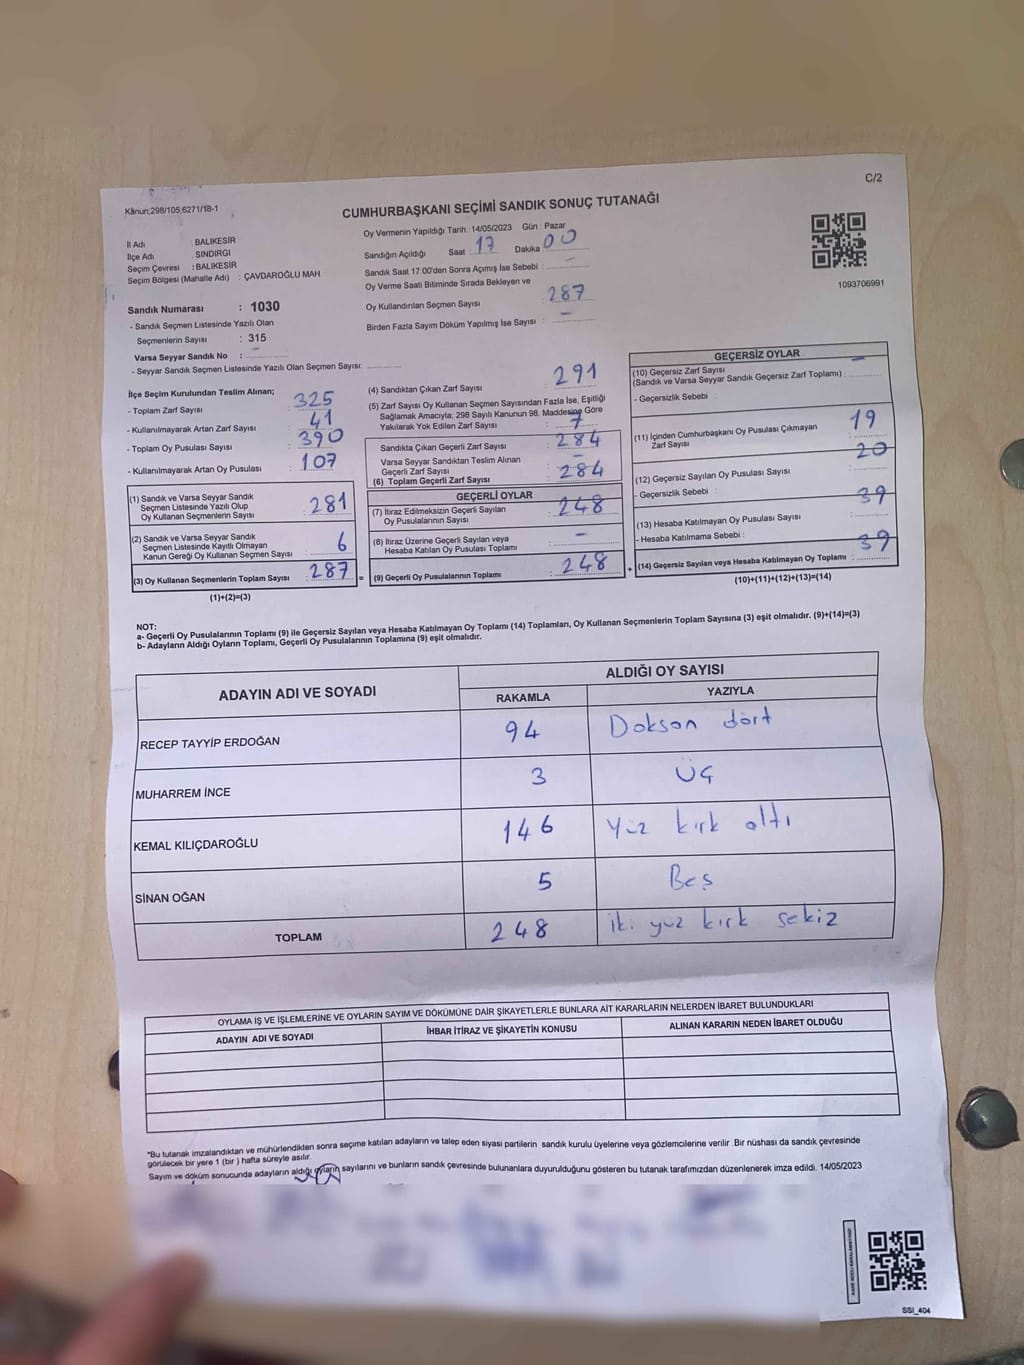 C/2
Kânun;298/105,6271/18-1
CUMHURBAŞKANI SEÇİMİ SANDIK SONUÇ TUTANAĞI
İl Adı : BALIKESİR
İlçe Adı SINDIRGI
Seçim Çevresi : BALIKESİR
Seçim Bölgesi (Mahalle Adı) : ÇAVDAROĞLU MAH
Sandık Numarası : 1030
- Sandık Seçmen Listesinde Yazılı Olan
Seçmenlerin Sayısı : 315
Varsa Seyyar Sandık No : -
- Seyyar Sandık Seçmen Listesinde Yazılı Olan Seçmen Sayısı:
Oy Vermenin Yapıldığı Tarih : 14/05/2023 Gün : Pazar
Sandığın Açıldığı Saat : 17 Dakika 00
Sandık Saat 17.00'den Sonra Açılmış İse Sebebi : -
Oy Verme Saati Bitiminde Sırada Bekleyen ve
Oy Kullandırılan Seçmen Sayısı : 287
Birden Fazla Sayım Döküm Yapılmış İse Sayısı : -
1093706991
İlçe Seçim Kurulundan Teslim Alınan;
- Toplam Zarf Sayısı : 325
- Kullanılmayarak Artan Zarf Sayısı : 41
- Toplam Oy Pusulası Sayısı : 390
- Kullanılmayarak Artan Oy Pusulası : 107
(1) Sandık ve Varsa Seyyar Sandık
Seçmen Listesinde Yazılı Olup
Oy Kullanan Seçmenlerin Sayısı : 281
(2) Sandık ve Varsa Seyyar Sandık
Seçmen Listesinde Kayıtlı Olmayan
Kanun Gereği Oy Kullanan Seçmen Sayısı : 6
(3) Oy Kullanan Seçmenlerin Toplam Sayısı : 287 =
(1)+(2)=(3)
(4) Sandıktan Çıkan Zarf Sayısı : 291
(5) Zarf Sayısı Oy Kullanan Seçmen Sayısından Fazla İse, Eşitliği
Sağlamak Amacıyla, 298 Sayılı Kanunun 98. Maddesine Göre
Yakılarak Yok Edilen Zarf Sayısı : 7
Sandıkta Çıkan Geçerli Zarf Sayısı : 284
Varsa Seyyar Sandıktan Teslim Alınan
Geçerli Zarf Sayısı : -
(6) Toplam Geçerli Zarf Sayısı : 284
GEÇERLİ OYLAR
(7) İtiraz Edilmeksizin Geçerli Sayılan
Oy Pusulalarının Sayısı : 248
(8) İtiraz Üzerine Geçerli Sayılan veya
Hesaba Katılan Oy Pusulası Toplamı : -
(9) Geçerli Oy Pusulalarının Toplamı : 248 +
GEÇERSİZ OYLAR
(10) Geçersiz Zarf Sayısı
(Sandık ve Varsa Seyyar Sandık Geçersiz Zarf Toplamı) : -
- Geçersizlik Sebebi :
(11) İçinden Cumhurbaşkanı Oy Pusulası Çıkmayan
Zarf Sayısı : 19
(12) Geçersiz Sayılan Oy Pusulası Sayısı : 20
- Geçersizlik Sebebi :
(13) Hesaba Katılmayan Oy Pusulası Sayısı : 39
- Hesaba Katılmama Sebebi :
(14) Geçersiz Sayılan veya Hesaba Katılmayan Oy Toplamı : 39
(10)+(11)+(12)+(13)=(14)
NOT:
a- Geçerli Oy Pusulalarının Toplamı (9) ile Geçersiz Sayılan veya Hesaba Katılmayan Oy Toplamı (14) Toplamları, Oy Kullanan Seçmenlerin Toplam Sayısına (3) eşit olmalıdır. (9)+(14)=(3)
b- Adayların Aldığı Oyların Toplamı, Geçerli Oy Pusulalarının Toplamına (9) eşit olmalıdır.
ADAYIN ADI VE SOYADI ALDIĞI OY SAYISI
RAKAMLA YAZIYLA
RECEP TAYYİP ERDOĞAN 94 Doksan dört
MUHARREM İNCE 3 ÜÇ
KEMAL KILIÇDAROĞLU 146 Yüz kırk altı
SİNAN OĞAN 5 Beş
TOPLAM 248 iki yüz kırk sekiz
OYLAMA İŞ VE İŞLEMLERİNE VE OYLARIN SAYIM VE DÖKÜMÜNE DAİR ŞİKAYETLERLE BUNLARA AİT KARARLARIN NELERDEN İBARET BULUNDUKLARI
ADAYIN ADI VE SOYADI İHBAR İTİRAZ VE ŞİKAYETİN KONUSU ALINAN KARARIN NEDEN İBARET OLDUĞU
*Bu tutanak imzalandıktan ve mühürlendikten sonra seçime katılan adayların ve talep eden siyasi partilerin sandık kurulu üyelerine veya gözlemcilerine verilir .Bir nüshası da sandık çevresinde
görülecek bir yere 1 (bir ) hafta süreyle asılır.
Sayım ve döküm sonucunda adayların aldığı oyların sayılarını ve bunların sandık çevresinde bulunanlara duyurulduğunu gösteren bu tutanak tarafımızdan düzenlenerek imza edildi. 14/05/2023
SSI_404